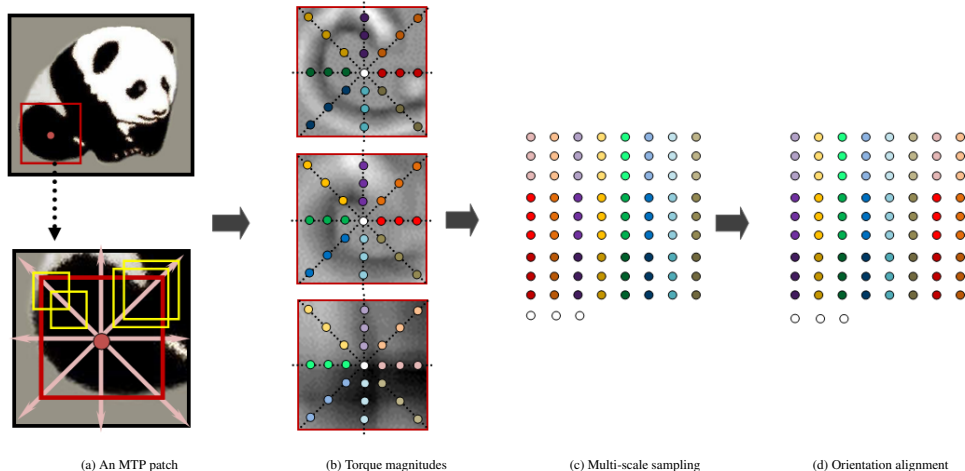 (a) An MTP patch
(b) Torque magnitudes
(c) Multi-scale sampling
(d) Orientation alignment